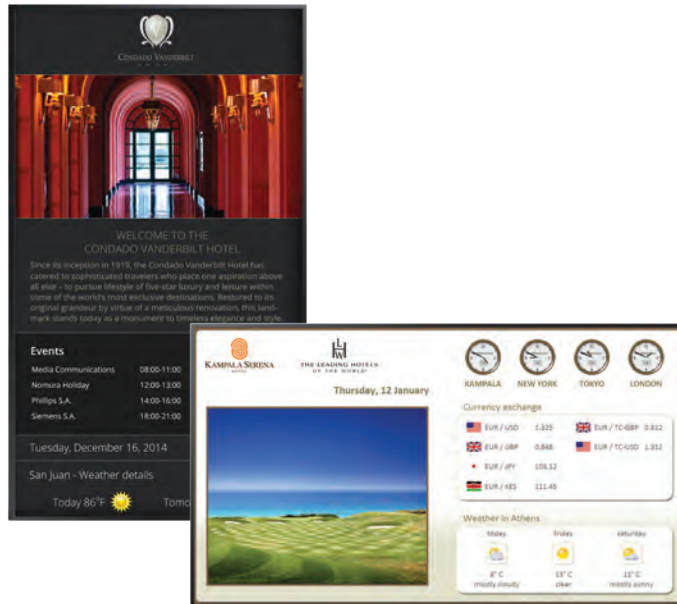 CONDADO VANDERBILT
WELCOME TO THE
CONDADO VANDERBILT HOTEL
Since its inception in 1919, the Condado Vanderbilt Hotel has
catered to sophisticated travelers who place one aspiration above
all else – to pursue lifestyle of five-star luxury and leisure within
some of the world's most exclusive destinations. Restored to its
original grandeur by virtue of a meticulous renovation, this land-
mark stands today as a monument to timeless elegance and style.
Events
Media Communications 08:00-11:00
Nomura Holiday 12:00-13:00
Phillips S.A. 14:00-16:00
Siemens S.A. 18:00-21:00
Tuesday, December 16, 2014
San Juan - Weather details
Today 86°F Tomo
KAMPALA SERENA
HOTEL
THE LEADING HOTELS
OF THE WORLD
Thursday, 12 January
KAMPALA NEW YORK TOKYO LONDON
Currency exchange
EUR / USD 1.325 EUR / TC-GBP 0.812
EUR / GBP 0.848 EUR / TC-USD 1.332
EUR / JPY
EUR / KES 111.45
Weather in Athens
today friday saturday
8° C 13° C
mostly cloudy clear mostly sunny